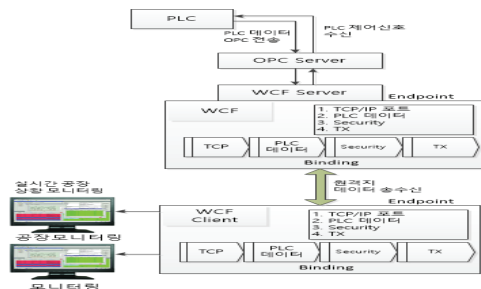 PLC
PLC 데이터
OPC 전송
PLC 제어신호
수신
OPC Server
WCF Server
Endpoint
WCF
1. TCP/IP 포트
2. PLC 데이터
3. Security
4. TX
TCP
PLC
데이터
Security
TX
Binding
원격지
데이터 송수신
Endpoint
실시간 공장
상황 모니터링
WCF
Client
1. TCP/IP 포트
2. PLC 데이터
3. Security
4. TX
공장모니터링
TCP
PLC
데이터
Security
TX
Binding
모니터링